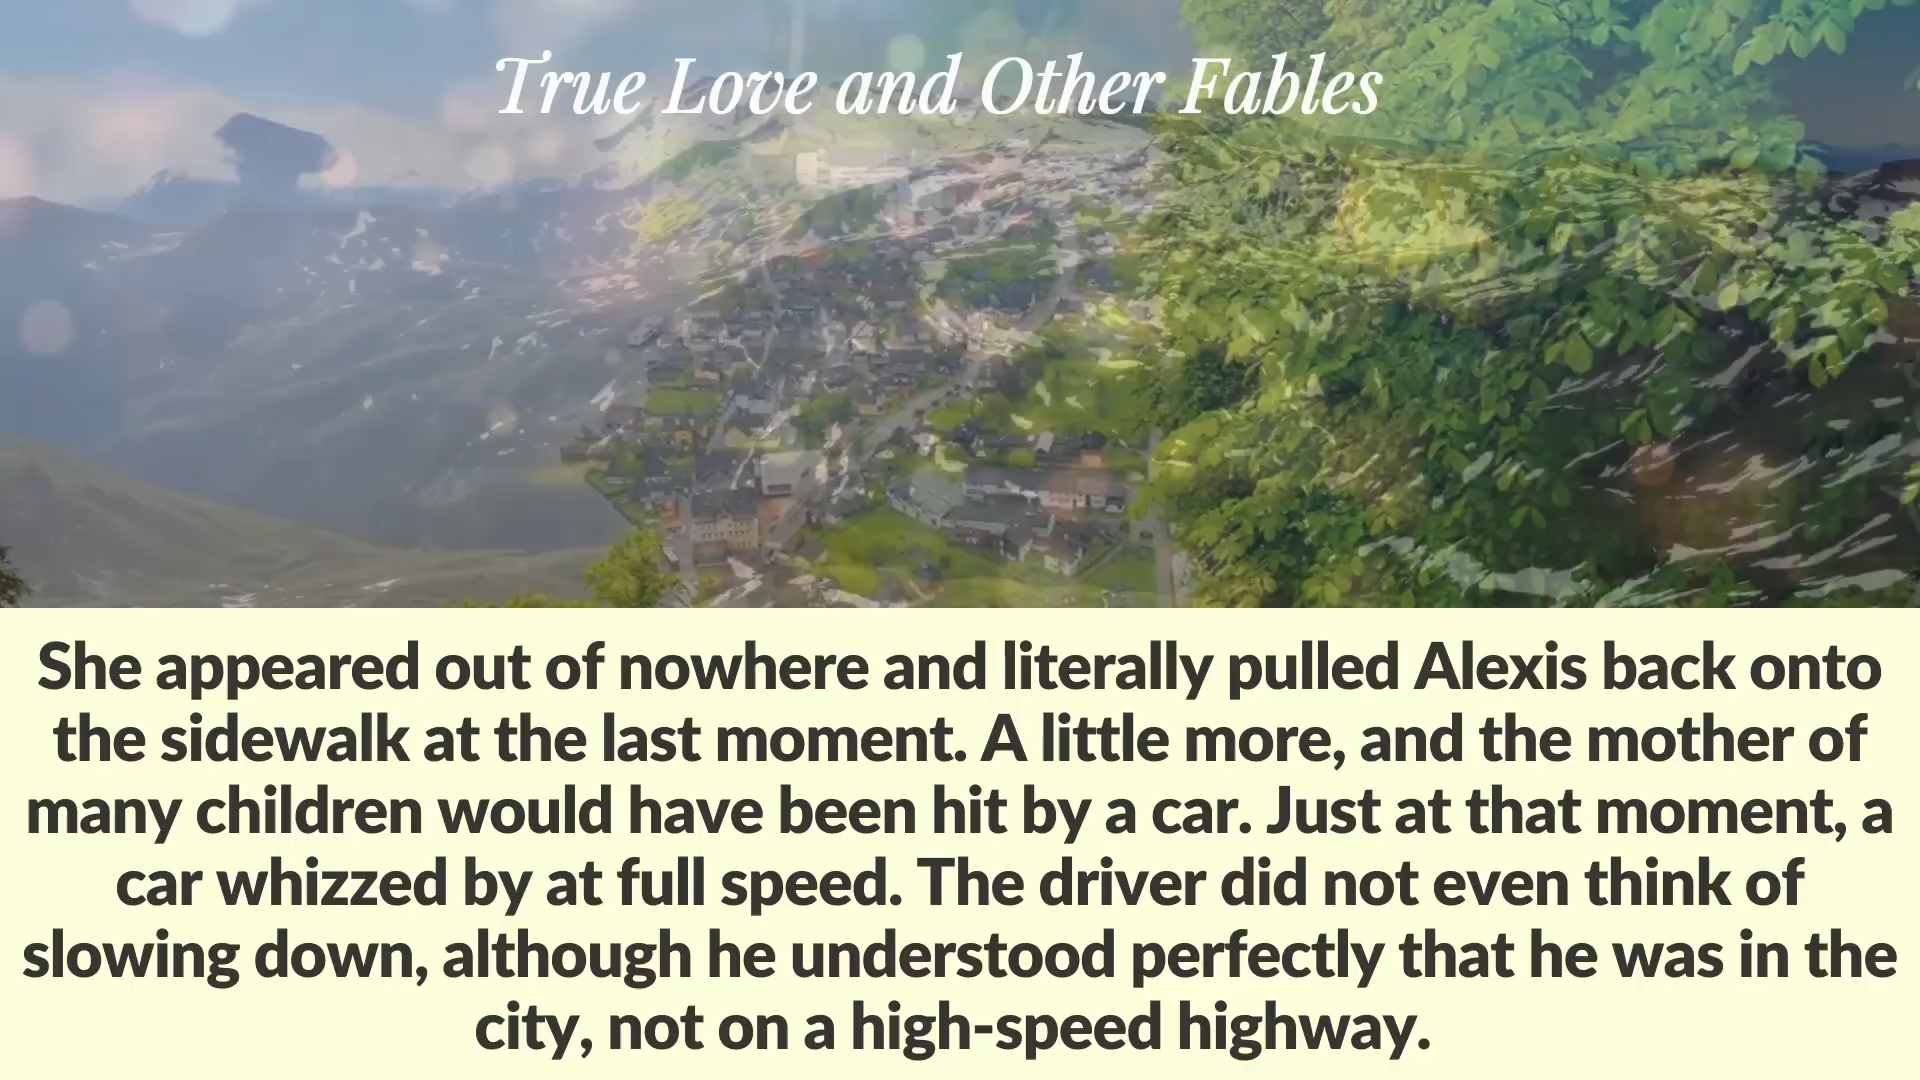 True Love and Other Fables
She appeared out of nowhere and literally pulled Alexis back onto
the sidewalk at the last moment. A little more, and the mother of
many children would have been hit by a car. Just at that moment, a
car whizzed by at full speed. The driver did not even think of
slowing down, although he understood perfectly that he was in the
city, not on a high-speed highway.